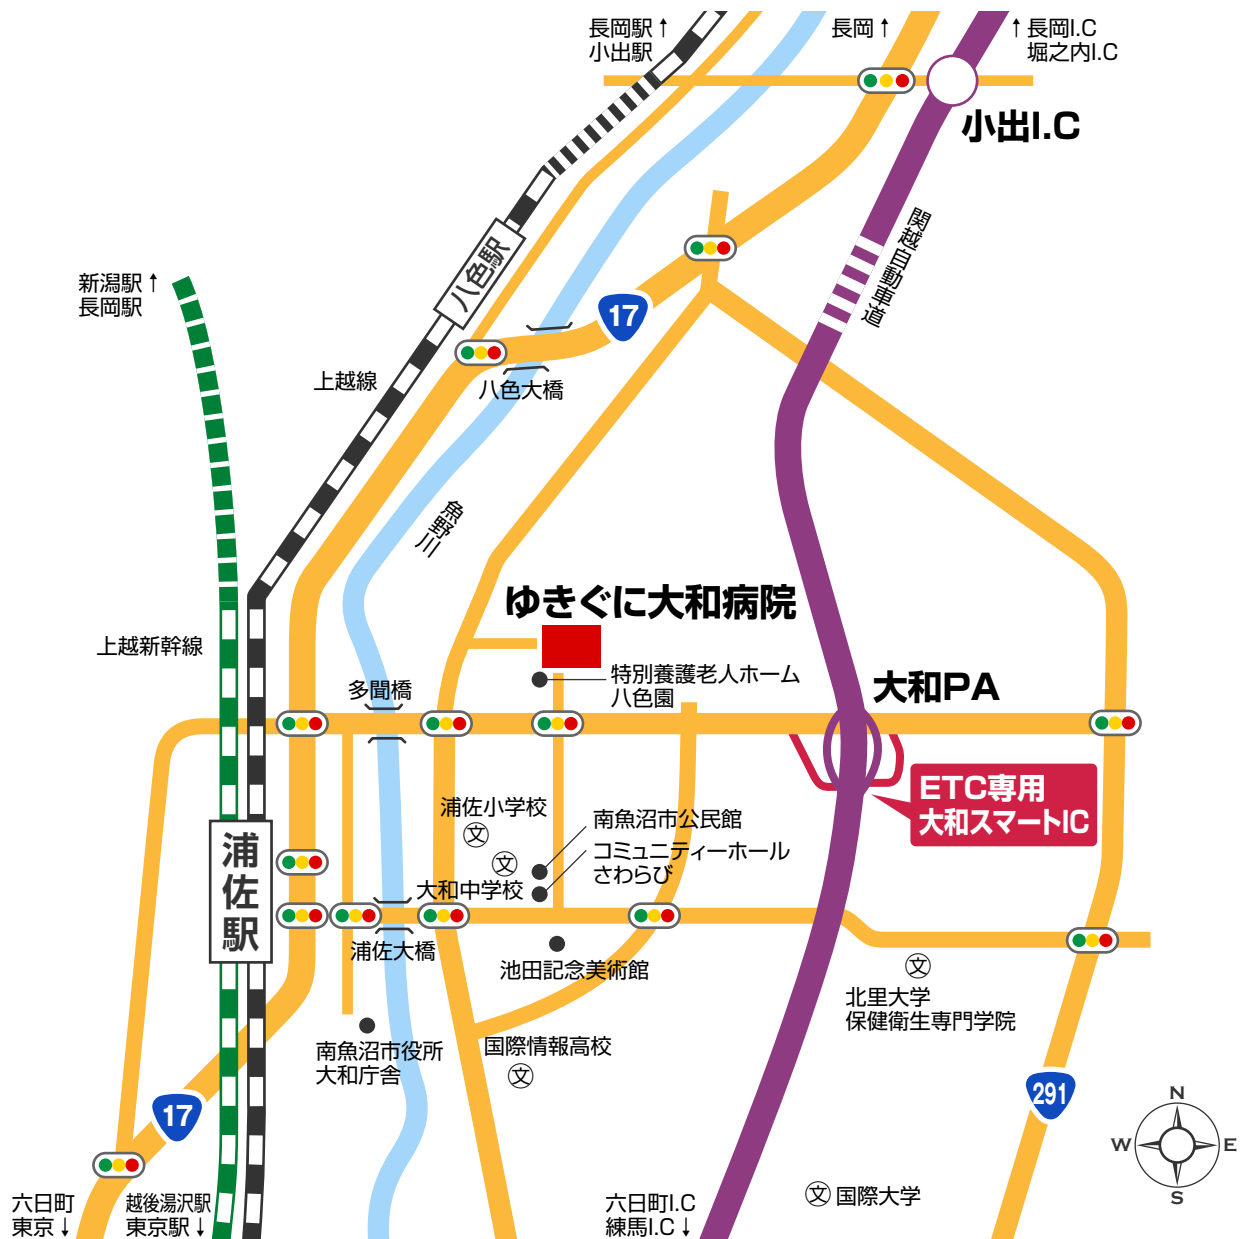 長岡駅↑
小出駅
長岡↑
↑長岡I.C
堀之内I.C
小出I.C
関越自動車道
新潟駅↑
長岡駅
八色駅
17
上越線
八色大橋
魚野川
ゆきぐに大和病院
上越新幹線
特別養護老人ホーム
八色園
多聞橋
大和PA
ETC専用
大和スマートIC
浦佐小学校
文
南魚沼市公民館
コミュニティーホール
さわらび
文
大和中学校
浦佐駅
浦佐大橋
池田記念美術館
文
北里大学
保健衛生専門学院
南魚沼市役所
大和庁舎
国際情報高校
文
17
291
N
W
E
S
六日町
東京↓
越後湯沢駅
東京駅↓
六日町I.C
練馬I.C↓
文国際大学